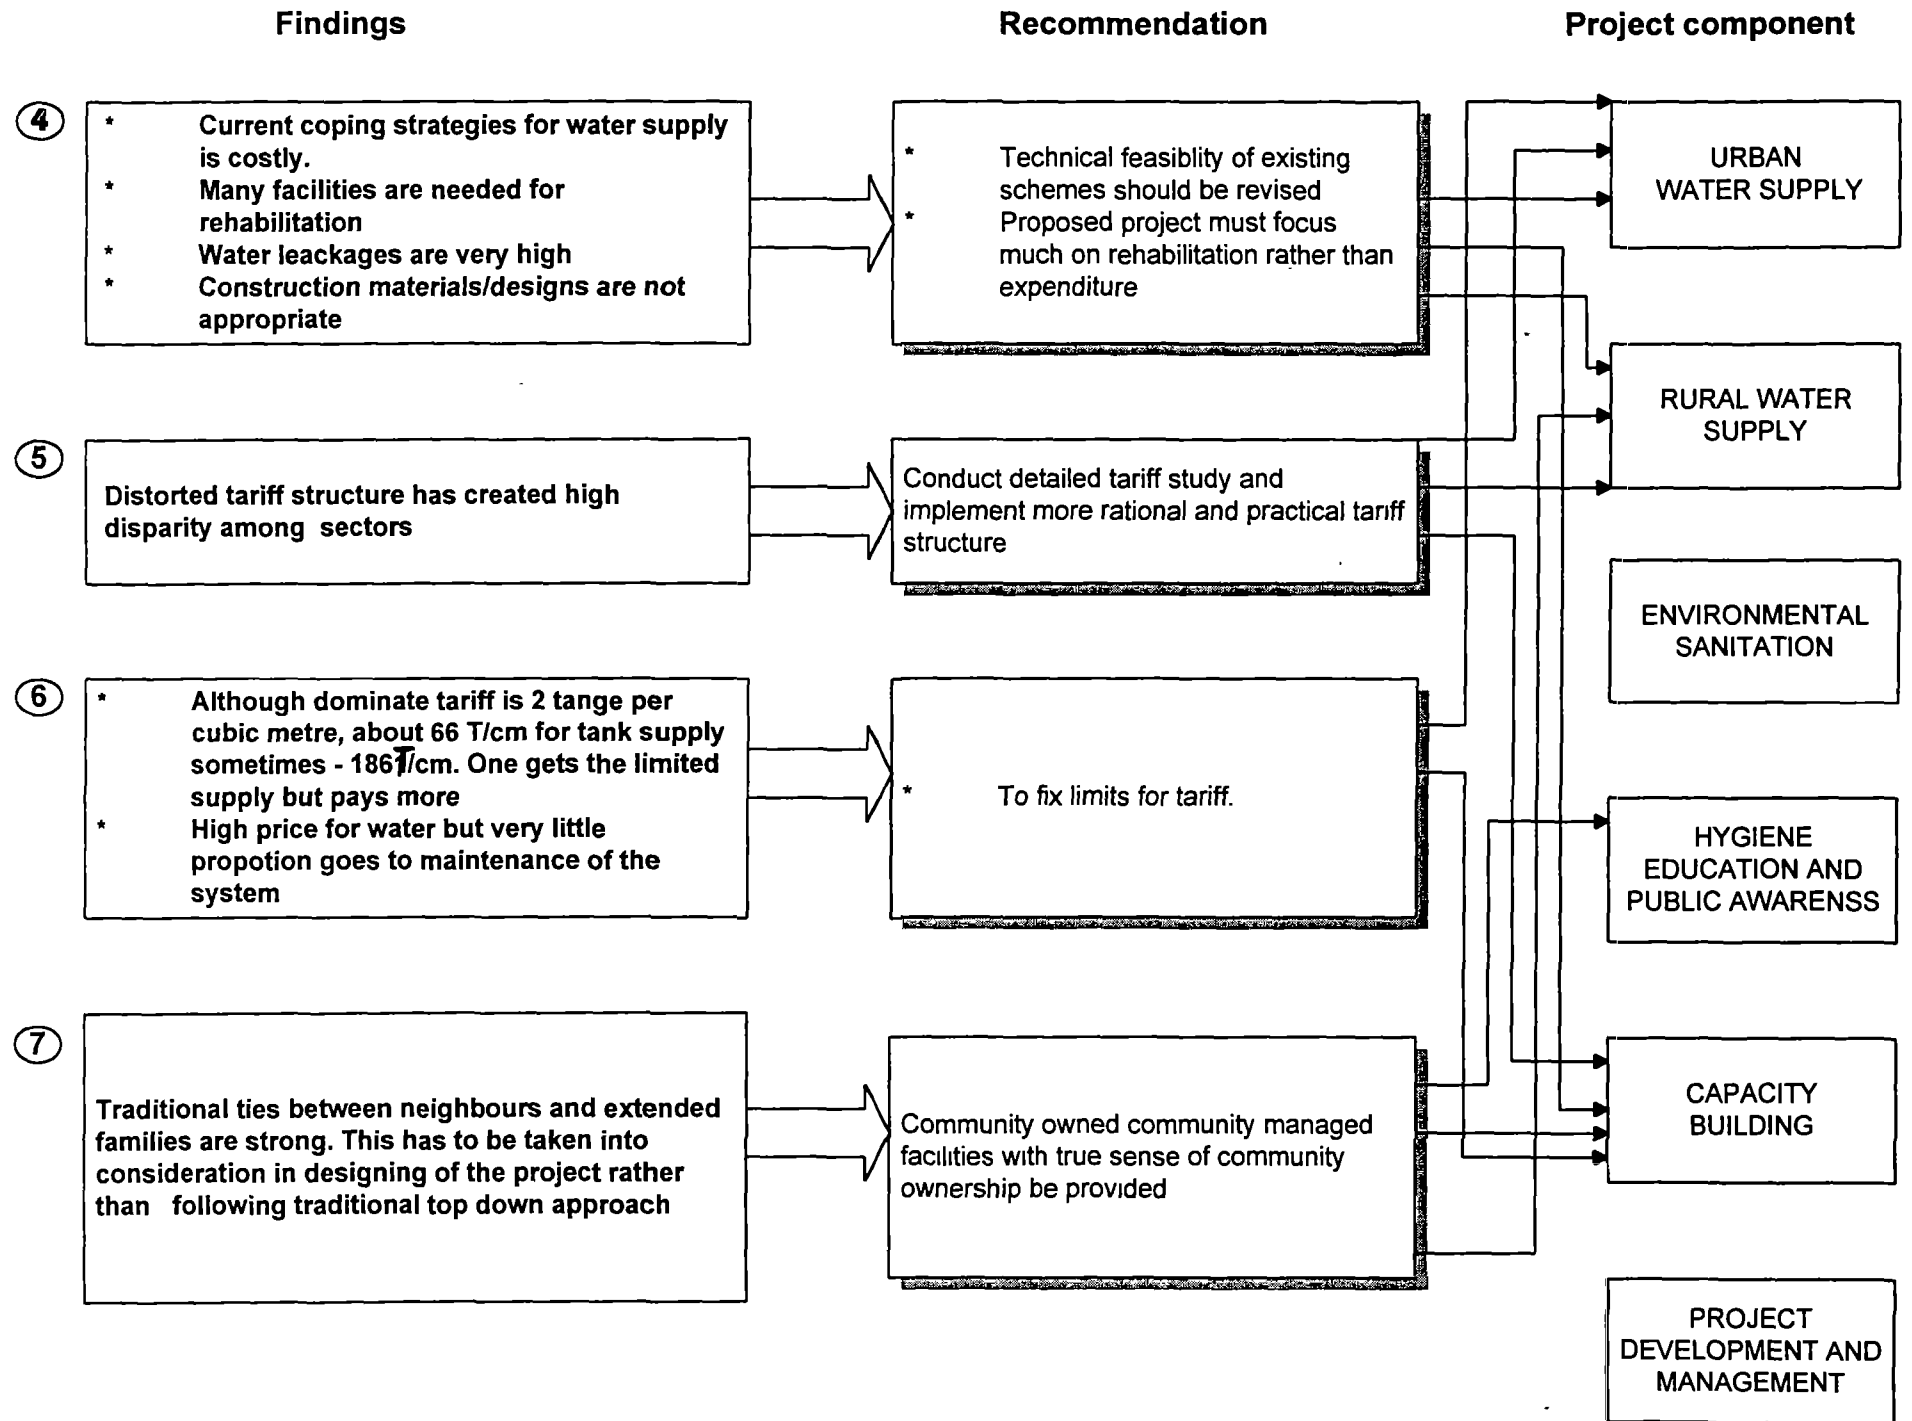 Findings
Recommendation
Project component
4
* Current coping strategies for water supply
is costly.
* Many facilities are needed for
rehabilitation
* Water leackages are very high
* Construction materials/designs are not
appropriate
* Technical feasiblity of existing
schemes should be revised
* Proposed project must focus
much on rehabilitation rather than
expenditure
URBAN
WATER SUPPLY
RURAL WATER
SUPPLY
5
Distorted tariff structure has created high
disparity among sectors
Conduct detailed tariff study and
implement more rational and practical tariff
structure
ENVIRONMENTAL
SANITATION
6
* Although dominate tariff is 2 tange per
cubic metre, about 66 T/cm for tank supply
sometimes - 186T/cm. One gets the limited
supply but pays more
* High price for water but very little
propotion goes to maintenance of the
system
* To fix limits for tariff.
HYGIENE
EDUCATION AND
PUBLIC AWARENSS
7
Traditional ties between neighbours and extended
families are strong. This has to be taken into
consideration in designing of the project rather
than following traditional top down approach
Community owned community managed
facilities with true sense of community
ownership be provided
CAPACITY
BUILDING
PROJECT
DEVELOPMENT AND
MANAGEMENT